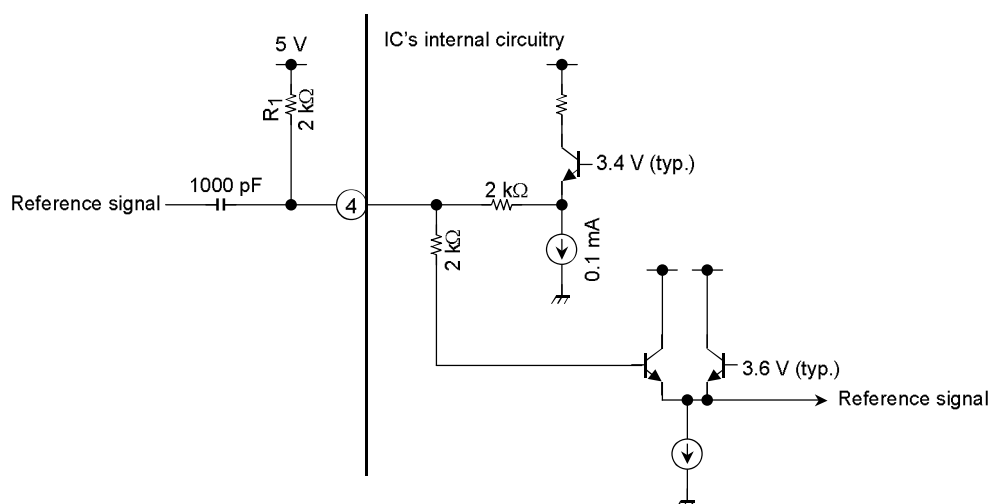 5 V
IC's internal circuitry
R1
2 kΩ
3.4 V (typ.)
1000 pF
2 kΩ
Reference signal
4
2 kΩ
0.1 mA
3.6 V (typ.)
Reference signal